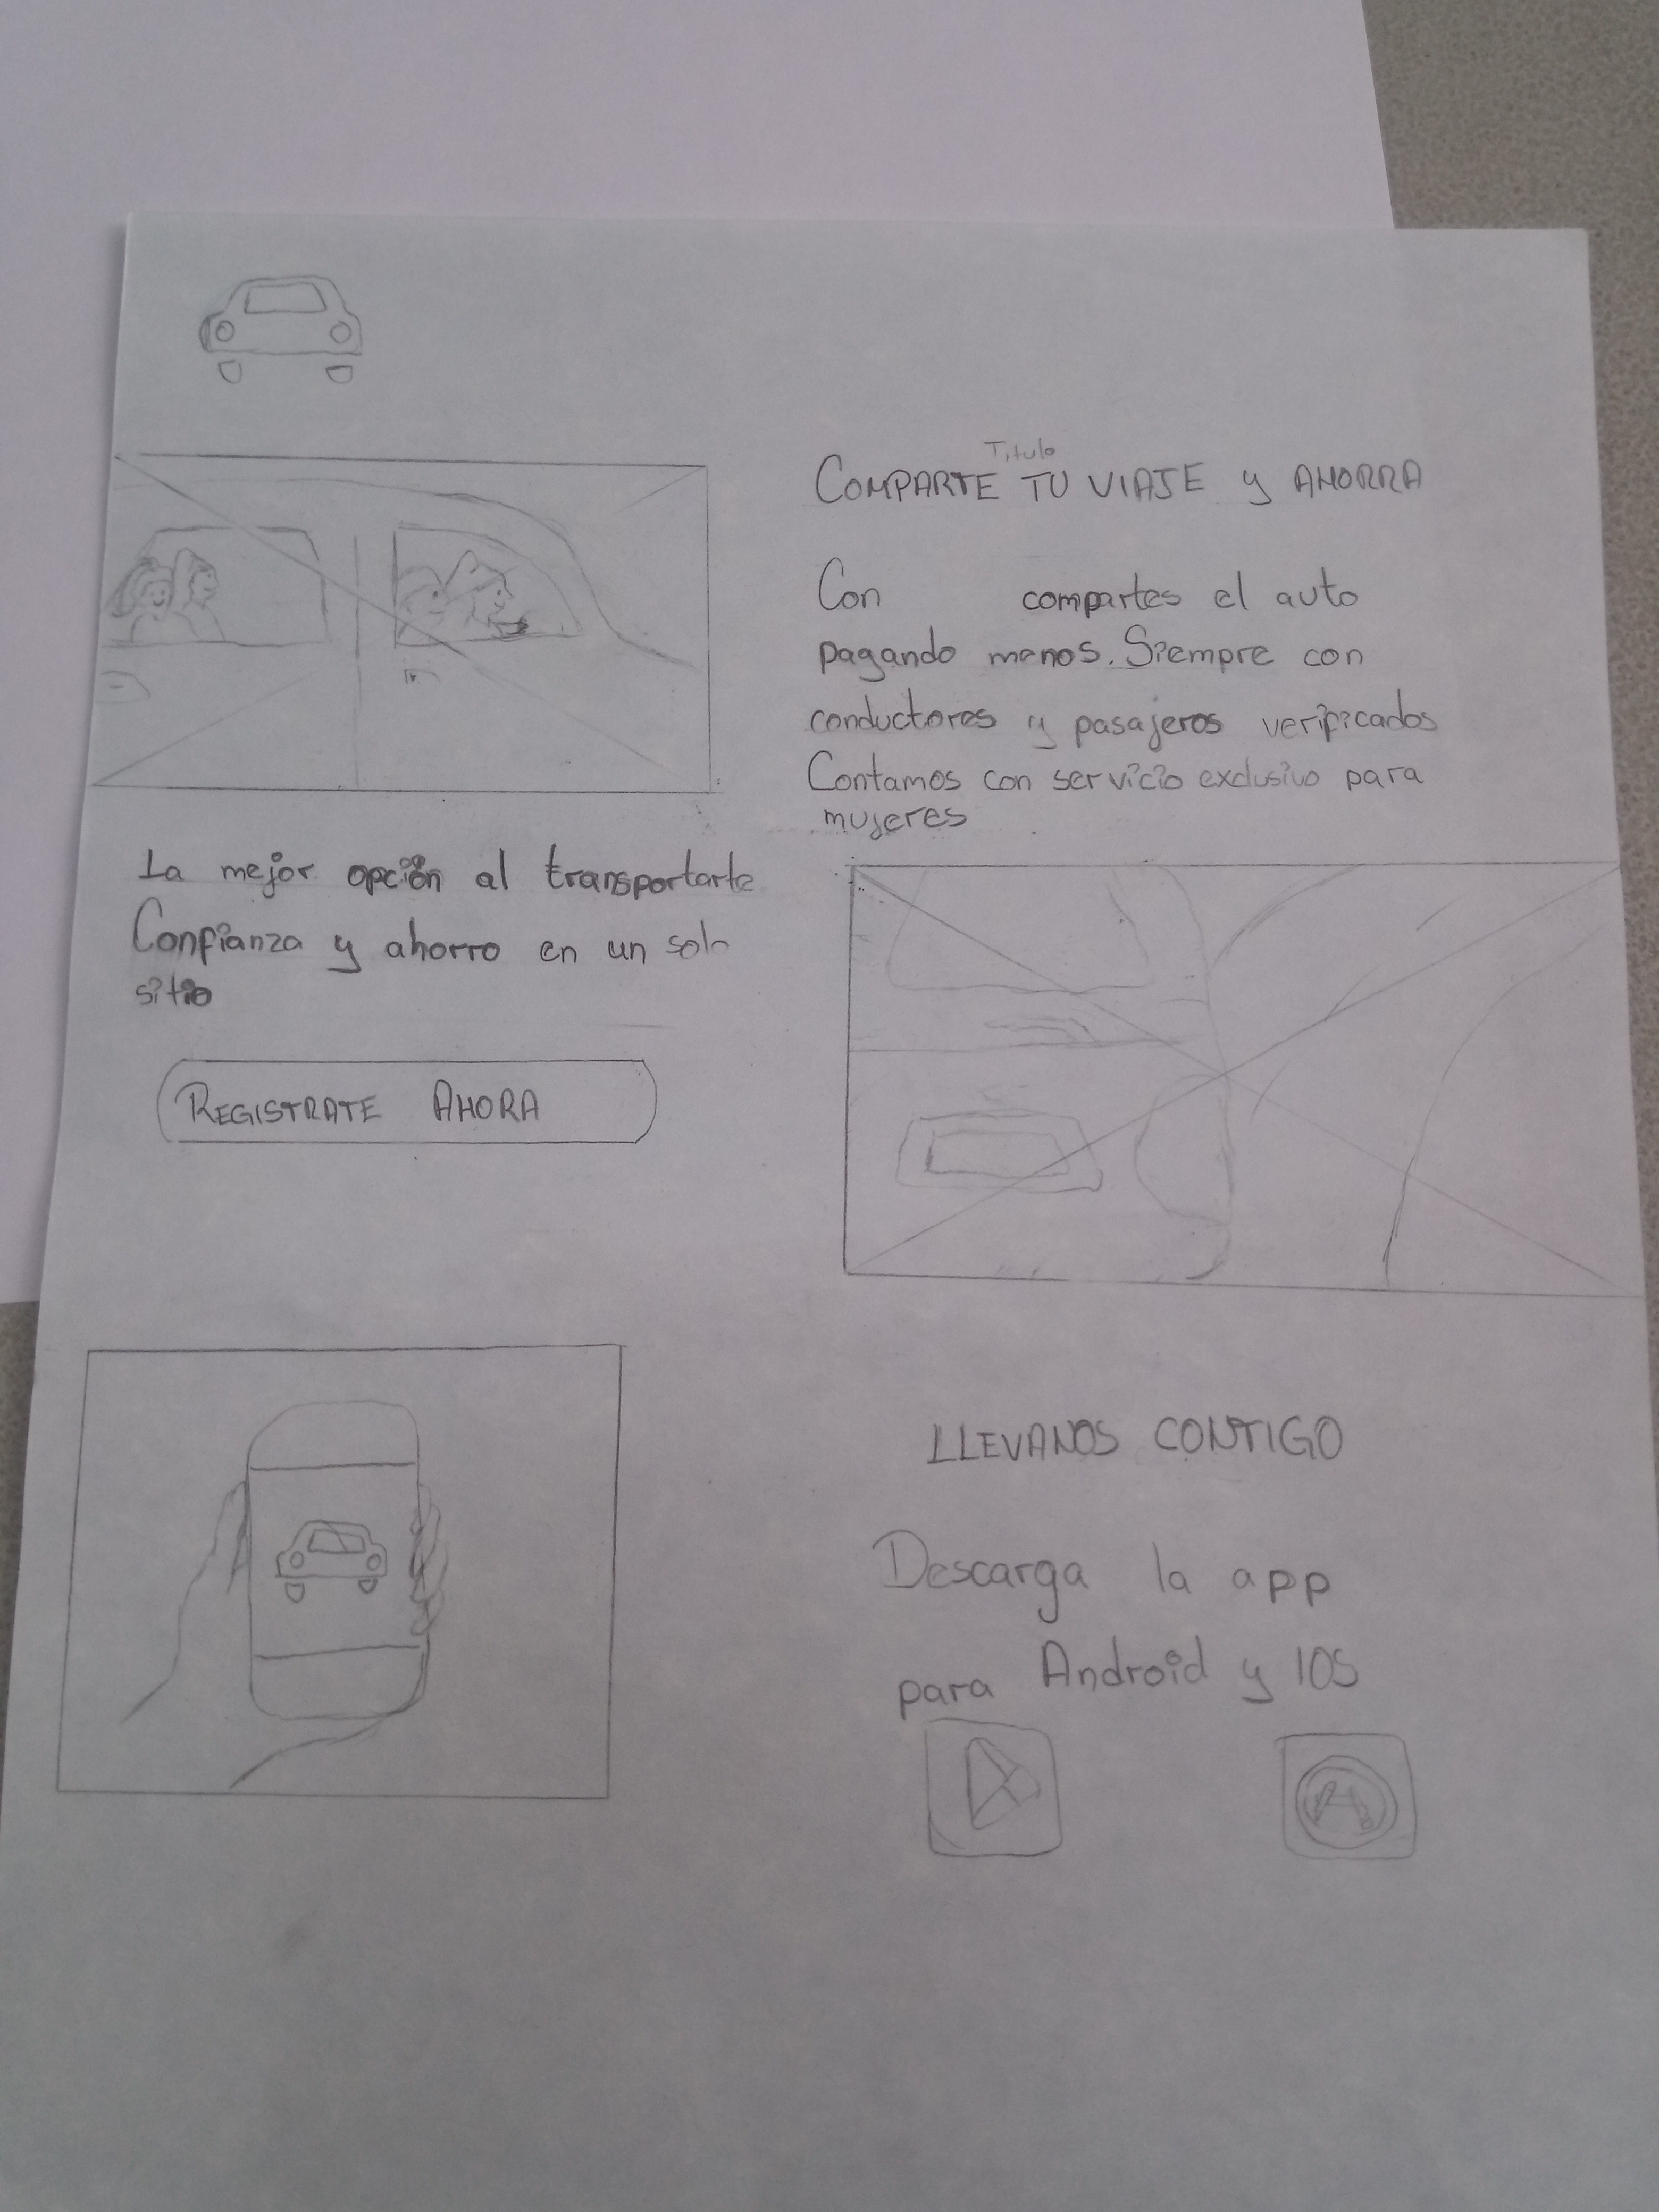 Titulo
COMPARTE TU VIAJE y AHORRA
Con compartes el auto
pagando menos. Siempre con
conductores y pasajeros verificados
Contamos con servicio exclusivo para
mujeres
La mejor opción al transportarte
Confianza y ahorro en un solo
sitio
REGISTRATE AHORA
LLEVANOS CONTIGO
Descarga la app
para Android y IOS